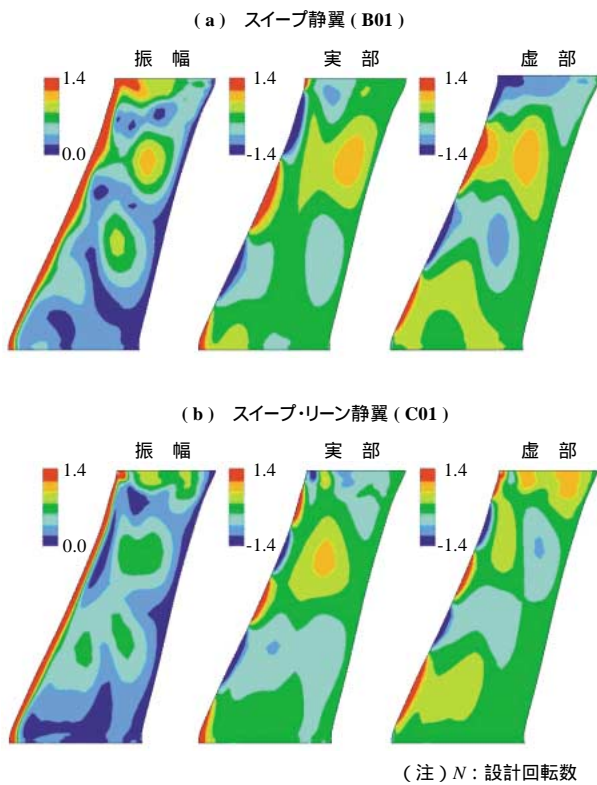 ( a ) スイープ静翼 ( B01 )
振 幅 実 部 虚 部
1.4 1.4 1.4
0.0 -1.4 -1.4
( b ) スイープ・リーン静翼 ( C01 )
振 幅 実 部 虚 部
1.4 1.4 1.4
0.0 -1.4 -1.4
( 注 ) N : 設計回転数